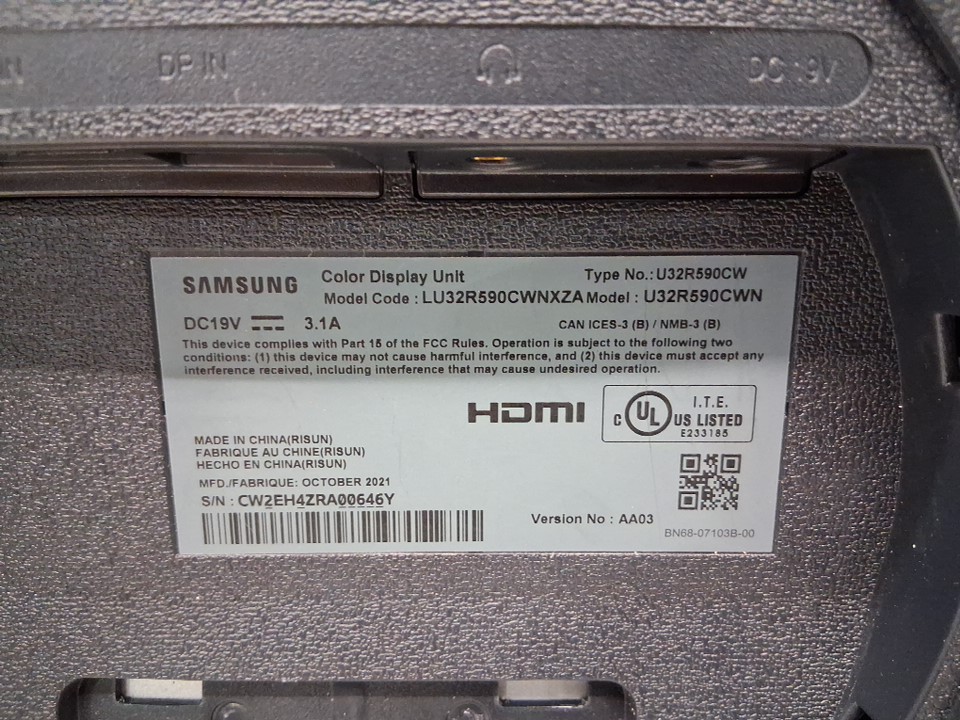 IN DP IN DC 19V
SAMSUNG Color Display Unit Type No.: U32R590CW
Model Code : LU32R590CWNXZA Model : U32R590CWN
DC19V 3.1A CAN ICES-3 (B) / NMB-3 (B)
This device complies with Part 15 of the FCC Rules. Operation is subject to the following two
conditions: (1) this device may not cause harmful interference, and (2) this device must accept any
interference received, including interference that may cause undesired operation.
HDMI
C UL US LISTED
I.T.E.
E233185
MADE IN CHINA(RISUN)
FABRIQUE AU CHINE(RISUN)
HECHO EN CHINA(RISUN)
MFD./FABRIQUE: OCTOBER 2021
S/N : CW2EH4ZRA00646Y
Version No : AA03
BN68-07103B-00